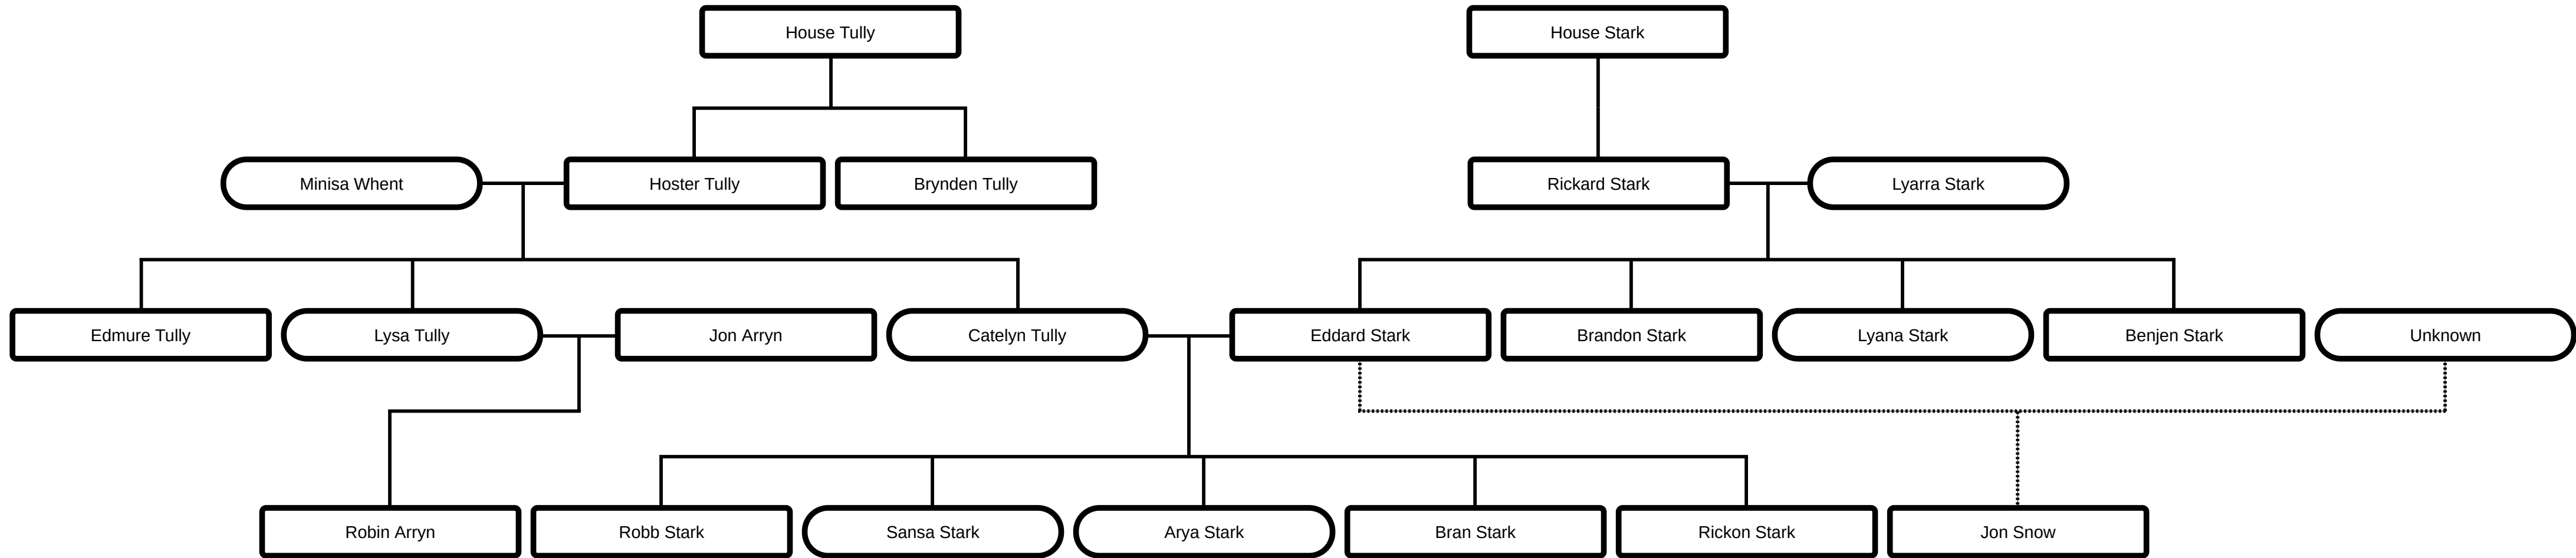 House Tully
House Stark
Minisa Whent
Hoster Tully
Brynden Tully
Rickard Stark
Lyarra Stark
Edmure Tully
Lysa Tully
Jon Arryn
Catelyn Tully
Eddard Stark
Brandon Stark
Lyana Stark
Benjen Stark
Unknown
Robin Arryn
Robb Stark
Sansa Stark
Arya Stark
Bran Stark
Rickon Stark
Jon Snow